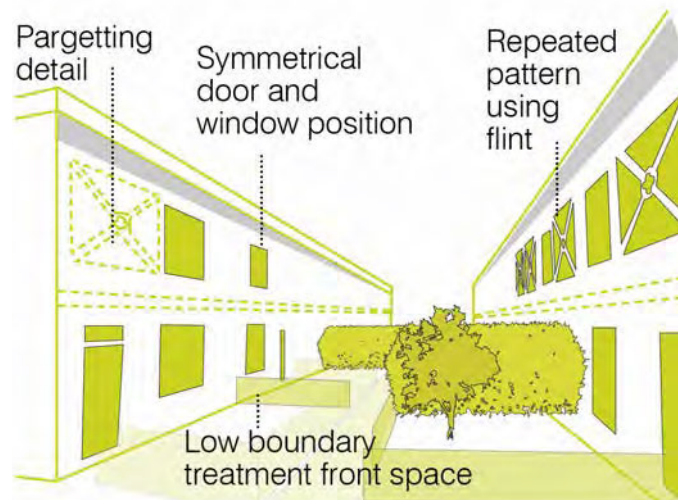 Pargetting
detail
Symmetrical
door and
window position
Repeated
pattern
using
flint
Low boundary
treatment front space